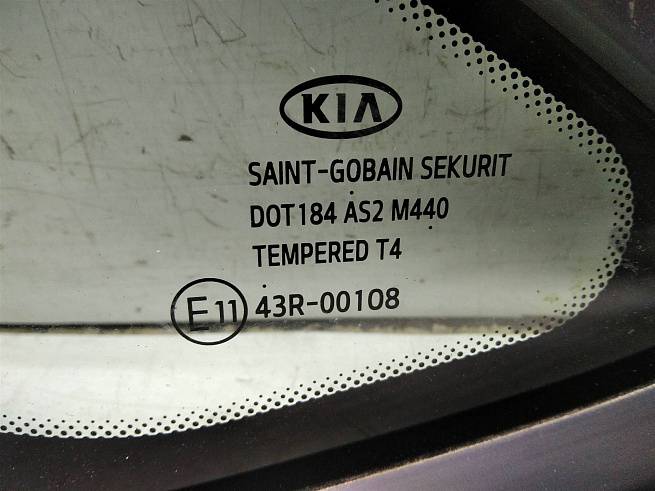 KIA
SAINT-GOBAIN SEKURIT
DOT184 AS2 M440
TEMPERED T4
E11 43R-00108